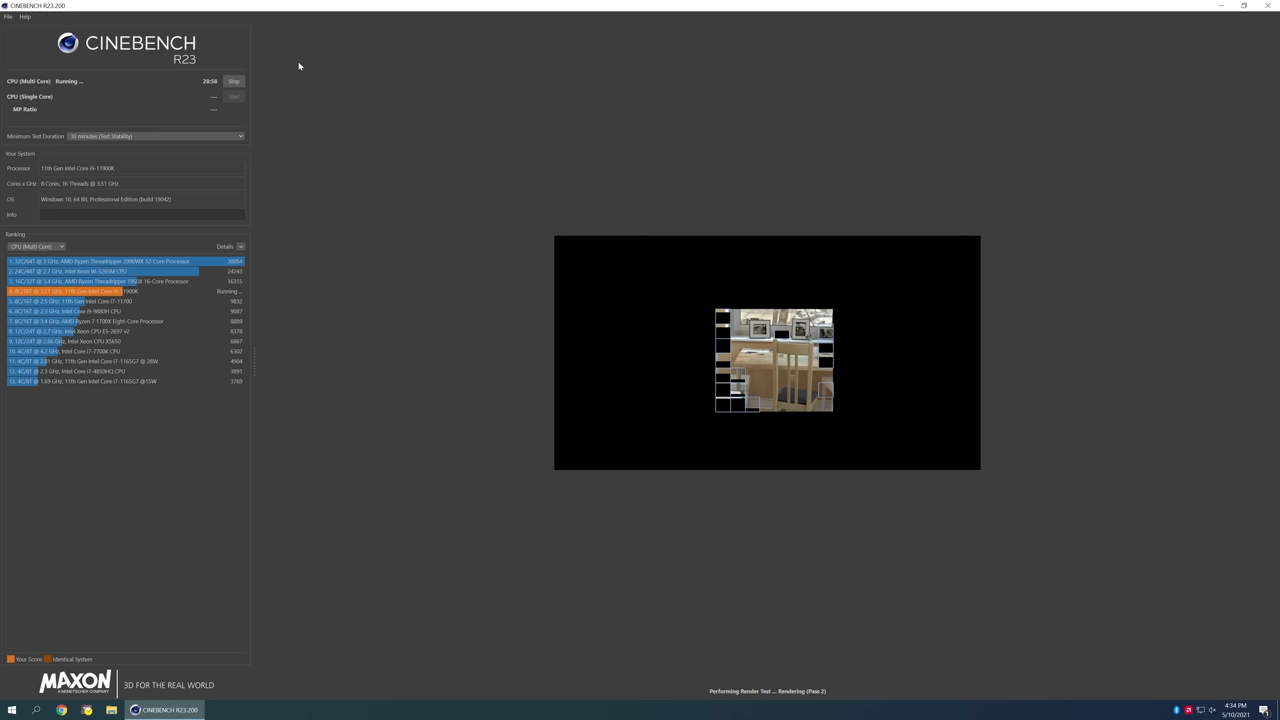 CINEBENCH R23.200
File Help
CINEBENCH
R23
CPU (Multi Core) Running ... 28:58 Stop
CPU (Single Core) --- Start
MP Ratio ---
Minimum Test Duration 30 minutes (Test Stability)
Your System
Processor 11th Gen Intel Core i9-11900K
Cores x GHz 8 Cores, 16 Threads @ 3.51 GHz
OS Windows 10, 64 Bit, Professional Edition (build 19042)
Info
Ranking
CPU (Multi Core) Details
1. 32C/64T @ 3 GHz, AMD Ryzen Threadripper 2990WX 32-Core Processor 30054
2. 24C/48T @ 2.7 GHz, Intel Xeon W-3265M CPU 24243
3. 16C/32T @ 3.4 GHz, AMD Ryzen Threadripper 1950X 16-Core Processor 16315
4. 8C/16T @ 3.51 GHz, 11th Gen Intel Core i9-11900K Running ...
5. 8C/16T @ 2.5 GHz, 11th Gen Intel Core i7-11700 9832
6. 8C/16T @ 2.3 GHz, Intel Core i9-9880H CPU 9087
7. 8C/16T @ 3.4 GHz, AMD Ryzen 7 1700X Eight-Core Processor 8889
8. 12C/24T @ 2.7 GHz, Intel Xeon CPU E5-2697 v2 8378
9. 12C/24T @ 2.66 GHz, Intel Xeon CPU X5650 6867
10. 4C/8T @ 4.2 GHz, Intel Core i7-7700K CPU 6302
11. 4C/8T @ 2.81 GHz, 11th Gen Intel Core i7-1165G7 @ 28W 4904
12. 4C/8T @ 2.3 GHz, Intel Core i7-4850HQ CPU 3891
13. 4C/8T @ 1.69 GHz, 11th Gen Intel Core i7-1165G7 @15W 3769
Your Score Identical System
MAXON
A NEMETSCHEK COMPANY
3D FOR THE REAL WORLD
Performing Render Test ... Rendering (Pass 2)
CINEBENCH R23.200
4:34 PM
5/10/2021